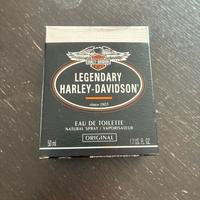 HARLEY-DAVIDSON
LEGENDARY
HARLEY-DAVIDSON®
since 1903
EAU DE TOILETTE
NATURAL SPRAY / VAPORISATEUR
ORIGINAL
50 ml
1.7 U.S. FL. OZ.